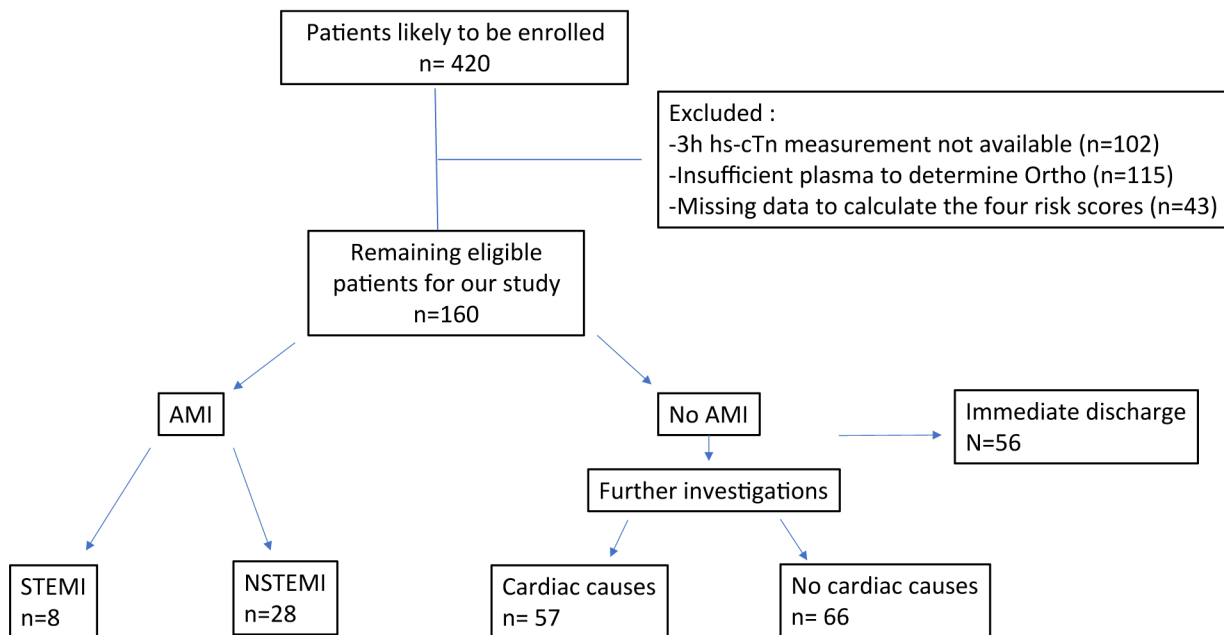 Patients likely to be enrolled
n= 420
Excluded :
-3h hs-cTn measurement not available (n=102)
-Insufficient plasma to determine Ortho (n=115)
-Missing data to calculate the four risk scores (n=43)
Remaining eligible
patients for our study
n=160
AMI
No AMI
Immediate discharge
N=56
Further investigations
STEMI
n=8
NSTEMI
n=28
Cardiac causes
n= 57
No cardiac causes
n= 66